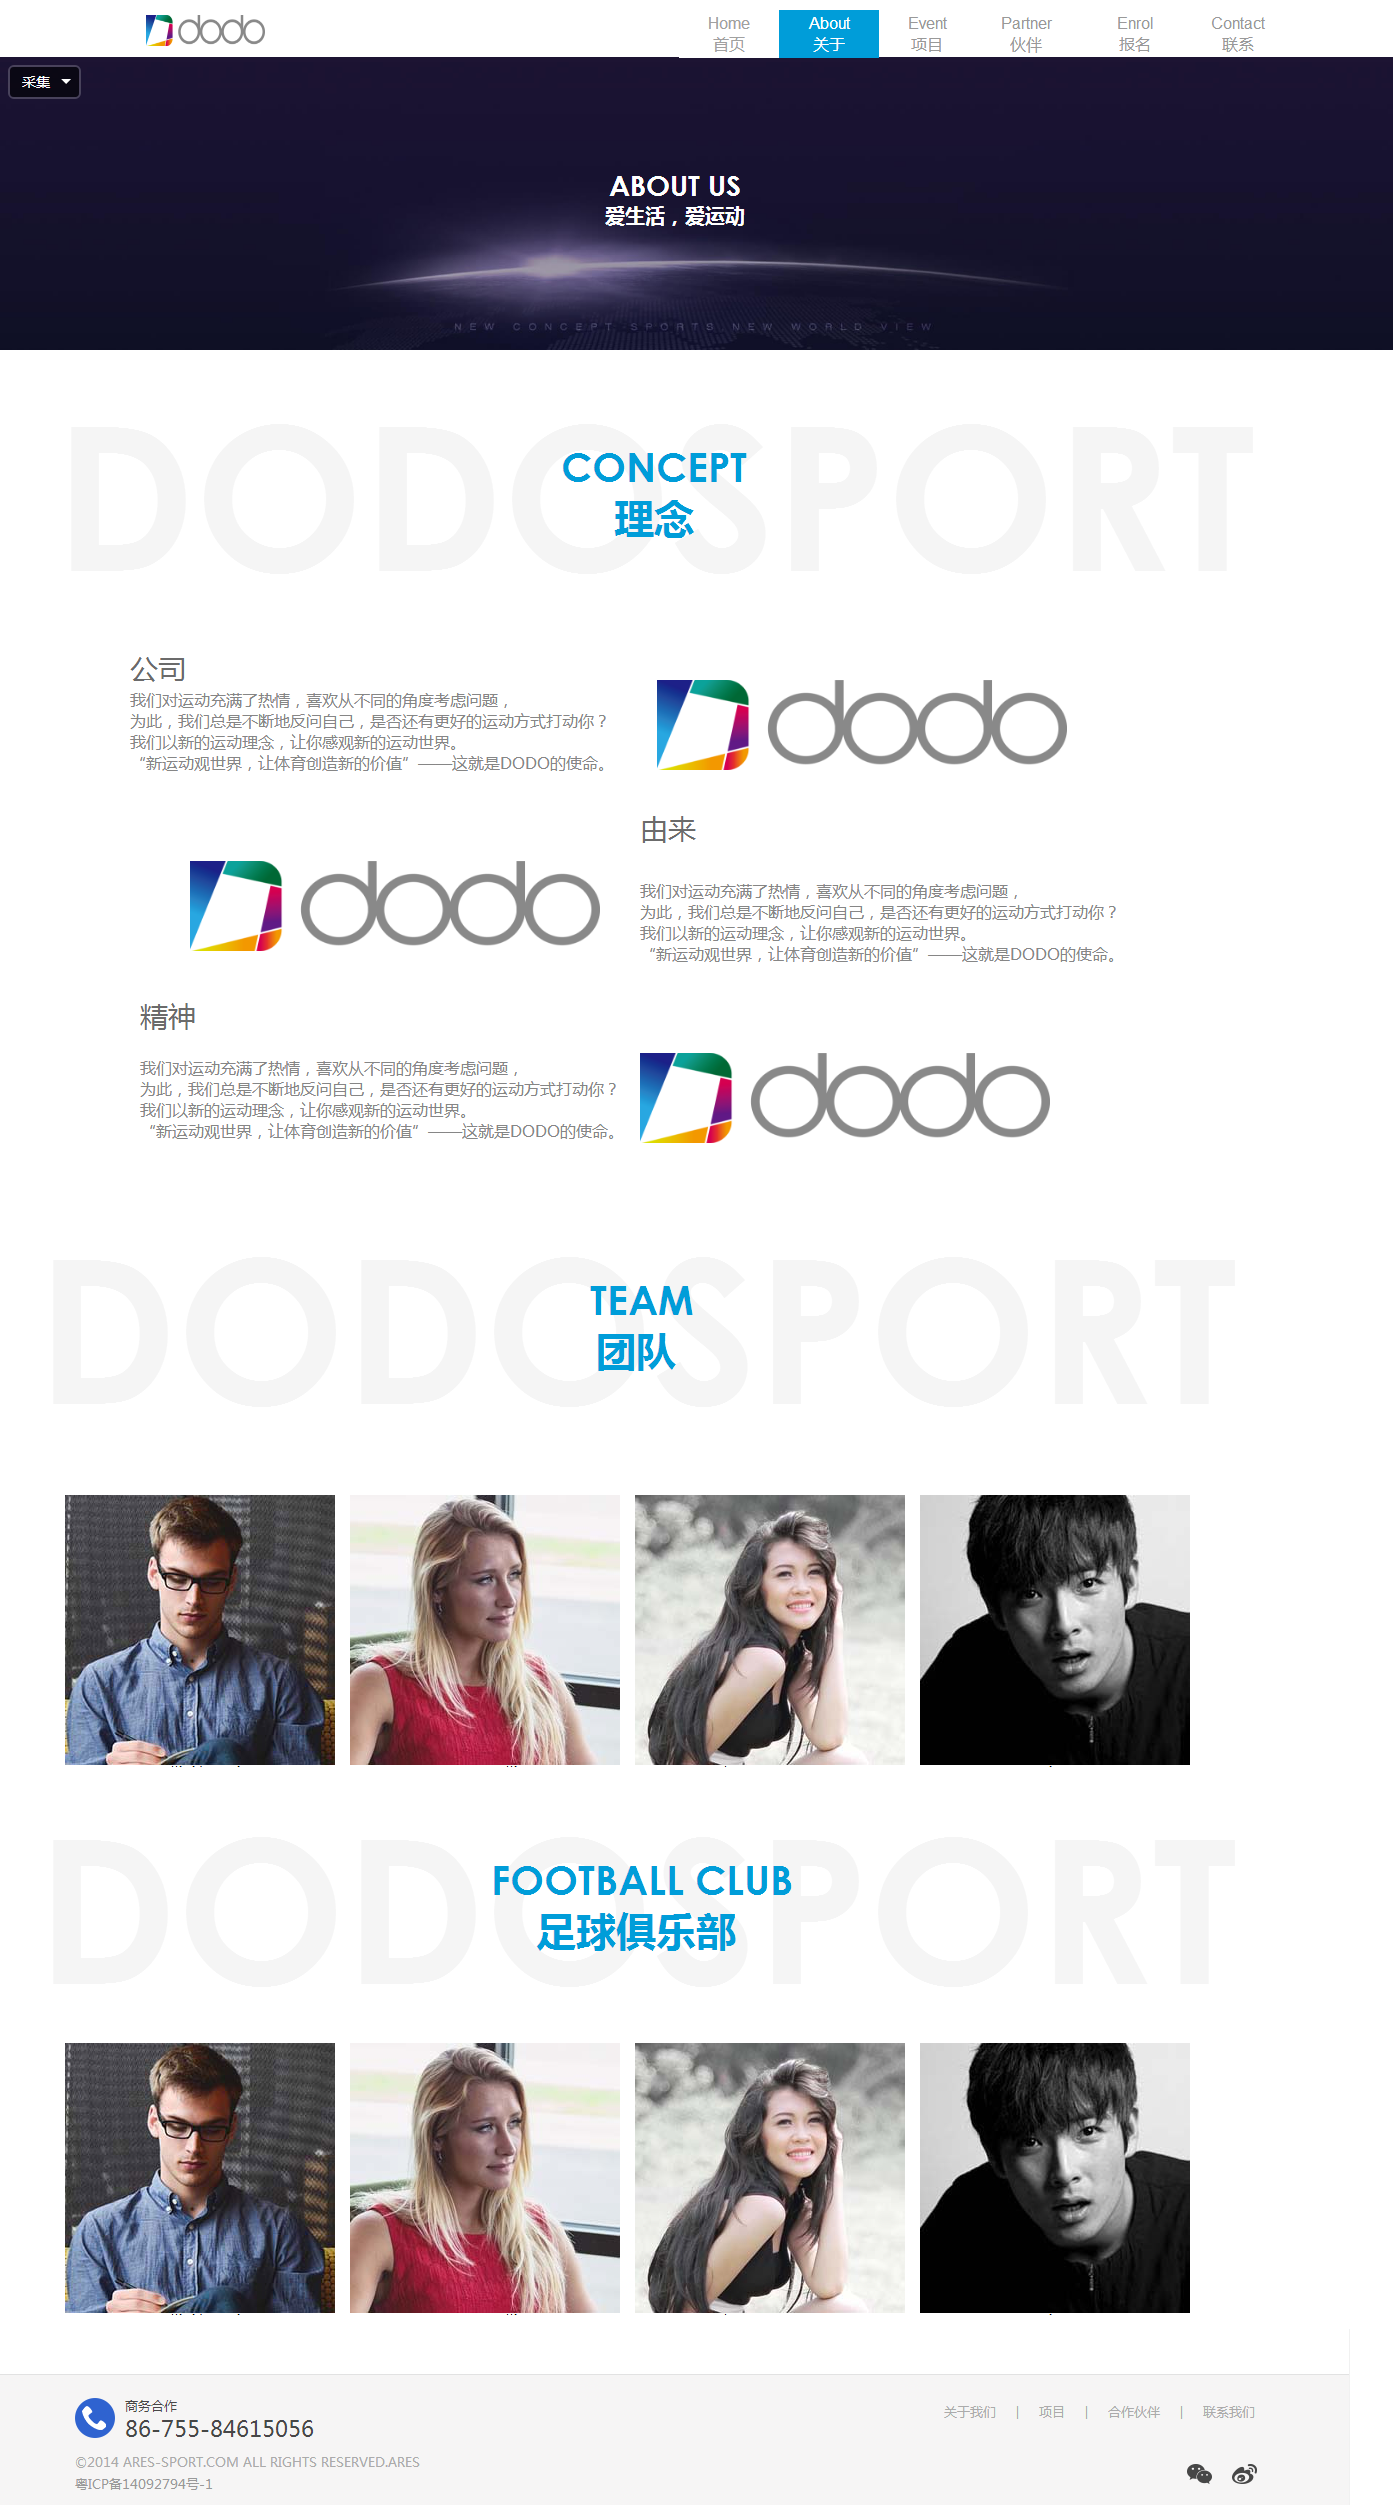 dodo
Home
首页
About
关于
Event
项目
Partner
伙伴
Enrol
报名
Contact
联系
采集
ABOUT US
爱生活，爱运动
NEW CONCEPT SPORTS NEW WORLD VIEW
DODOSPORT
CONCEPT
理念
公司
我们对运动充满了热情，喜欢从不同的角度考虑问题，
为此，我们总是不断地反问自己，是否还有更好的运动方式打动你？
我们以新的运动理念，让你感观新的运动世界。
“新运动观世界，让体育创造新的价值”——这就是DODO的使命。
dodo
由来
dodo
我们对运动充满了热情，喜欢从不同的角度考虑问题，
为此，我们总是不断地反问自己，是否还有更好的运动方式打动你？
我们以新的运动理念，让你感观新的运动世界。
“新运动观世界，让体育创造新的价值”——这就是DODO的使命。
精神
我们对运动充满了热情，喜欢从不同的角度考虑问题，
为此，我们总是不断地反问自己，是否还有更好的运动方式打动你？
我们以新的运动理念，让你感观新的运动世界。
“新运动观世界，让体育创造新的价值”——这就是DODO的使命。
dodo
DODOSPORT
TEAM
团队
DODOSPORT
FOOTBALL CLUB
足球俱乐部
商务合作
86-755-84615056
关于我们 | 项目 | 合作伙伴 | 联系我们
©2014 ARES-SPORT.COM ALL RIGHTS RESERVED.ARES
粤ICP备14092794号-1